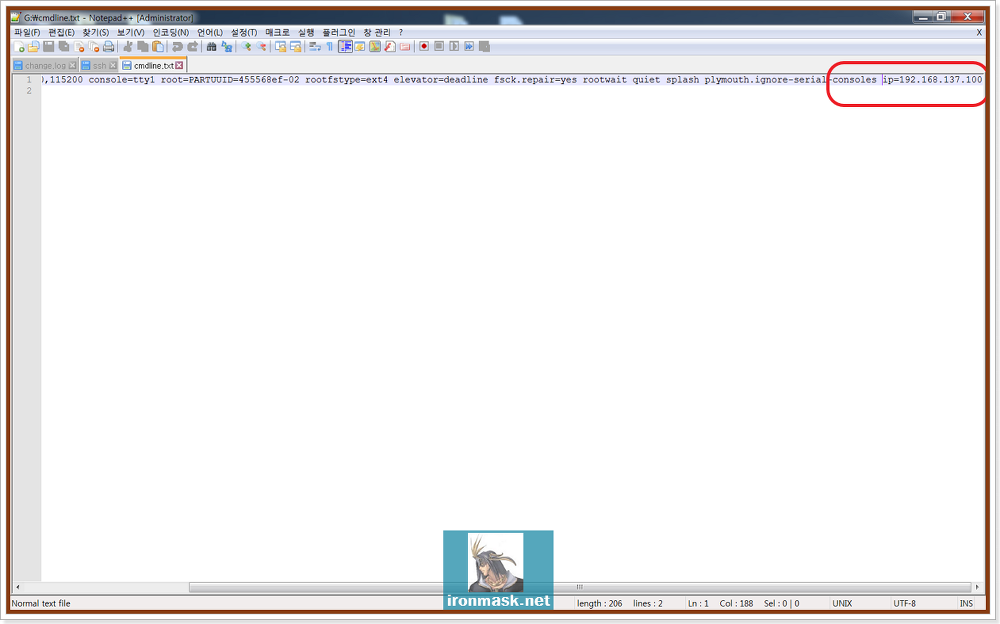 G:₩cmdline.txt - Notepad++ [Administrator]
파일(F) 편집(E) 찾기(S) 보기(V) 인코딩(N) 언어(L) 설정(T) 매크로 실행 플러그인 창 관리 ? X
change.log ssh cmdline.txt
1 ),115200 console=tty1 root=PARTUUID=455568ef-02 rootfstype=ext4 elevator=deadline fsck.repair=yes rootwait quiet splash plymouth.ignore-serial-consoles ip=192.168.137.100
2
ironmask.net
Normal text file length : 206 lines : 2 Ln : 1 Col : 188 Sel : 0 | 0 UNIX UTF-8 INS